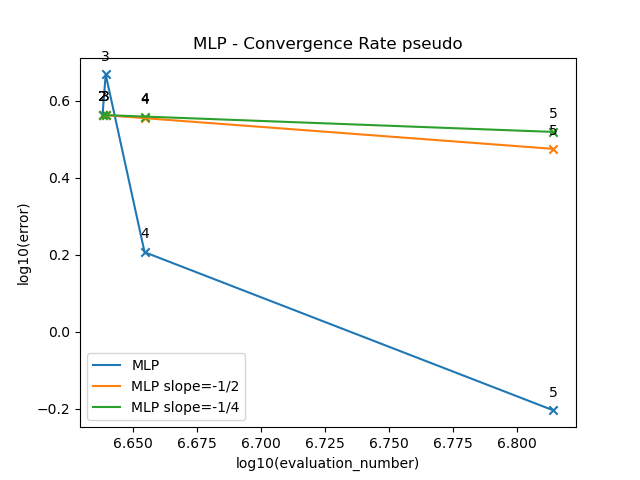 MLP - Convergence Rate pseudo
3
2
3
4
4
5
5
5
0.6
0.4
0.2
0.0
−0.2
log10(error)
MLP
MLP slope=-1/2
MLP slope=-1/4
6.650 6.675 6.700 6.725 6.750 6.775 6.800
log10(evaluation_number)